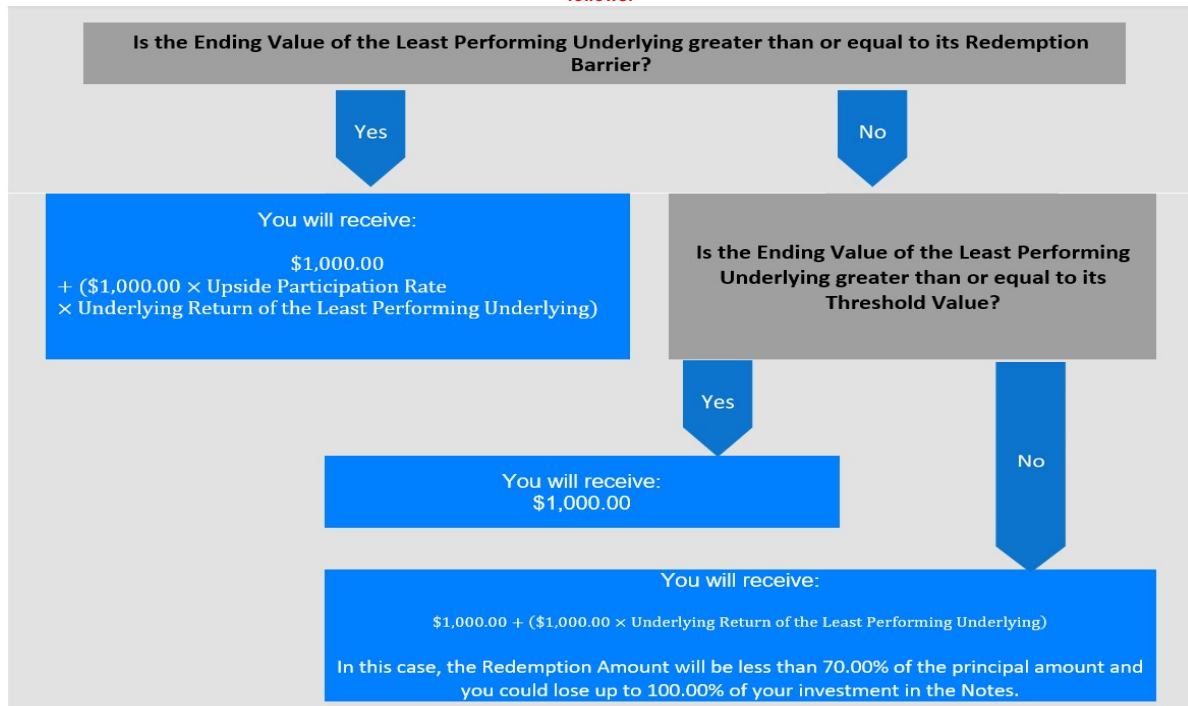 Is the Ending Value of the Least Performing Underlying greater than or equal to its Redemption
Barrier?
Yes
No
You will receive:
$1,000.00
+ ($1,000.00 × Upside Participation Rate
× Underlying Return of the Least Performing Underlying)
Is the Ending Value of the Least Performing
Underlying greater than or equal to its
Threshold Value?
Yes
No
You will receive:
$1,000.00
You will receive:
$1,000.00 + ($1,000.00 × Underlying Return of the Least Performing Underlying)
In this case, the Redemption Amount will be less than 70.00% of the principal amount and
you could lose up to 100.00% of your investment in the Notes.